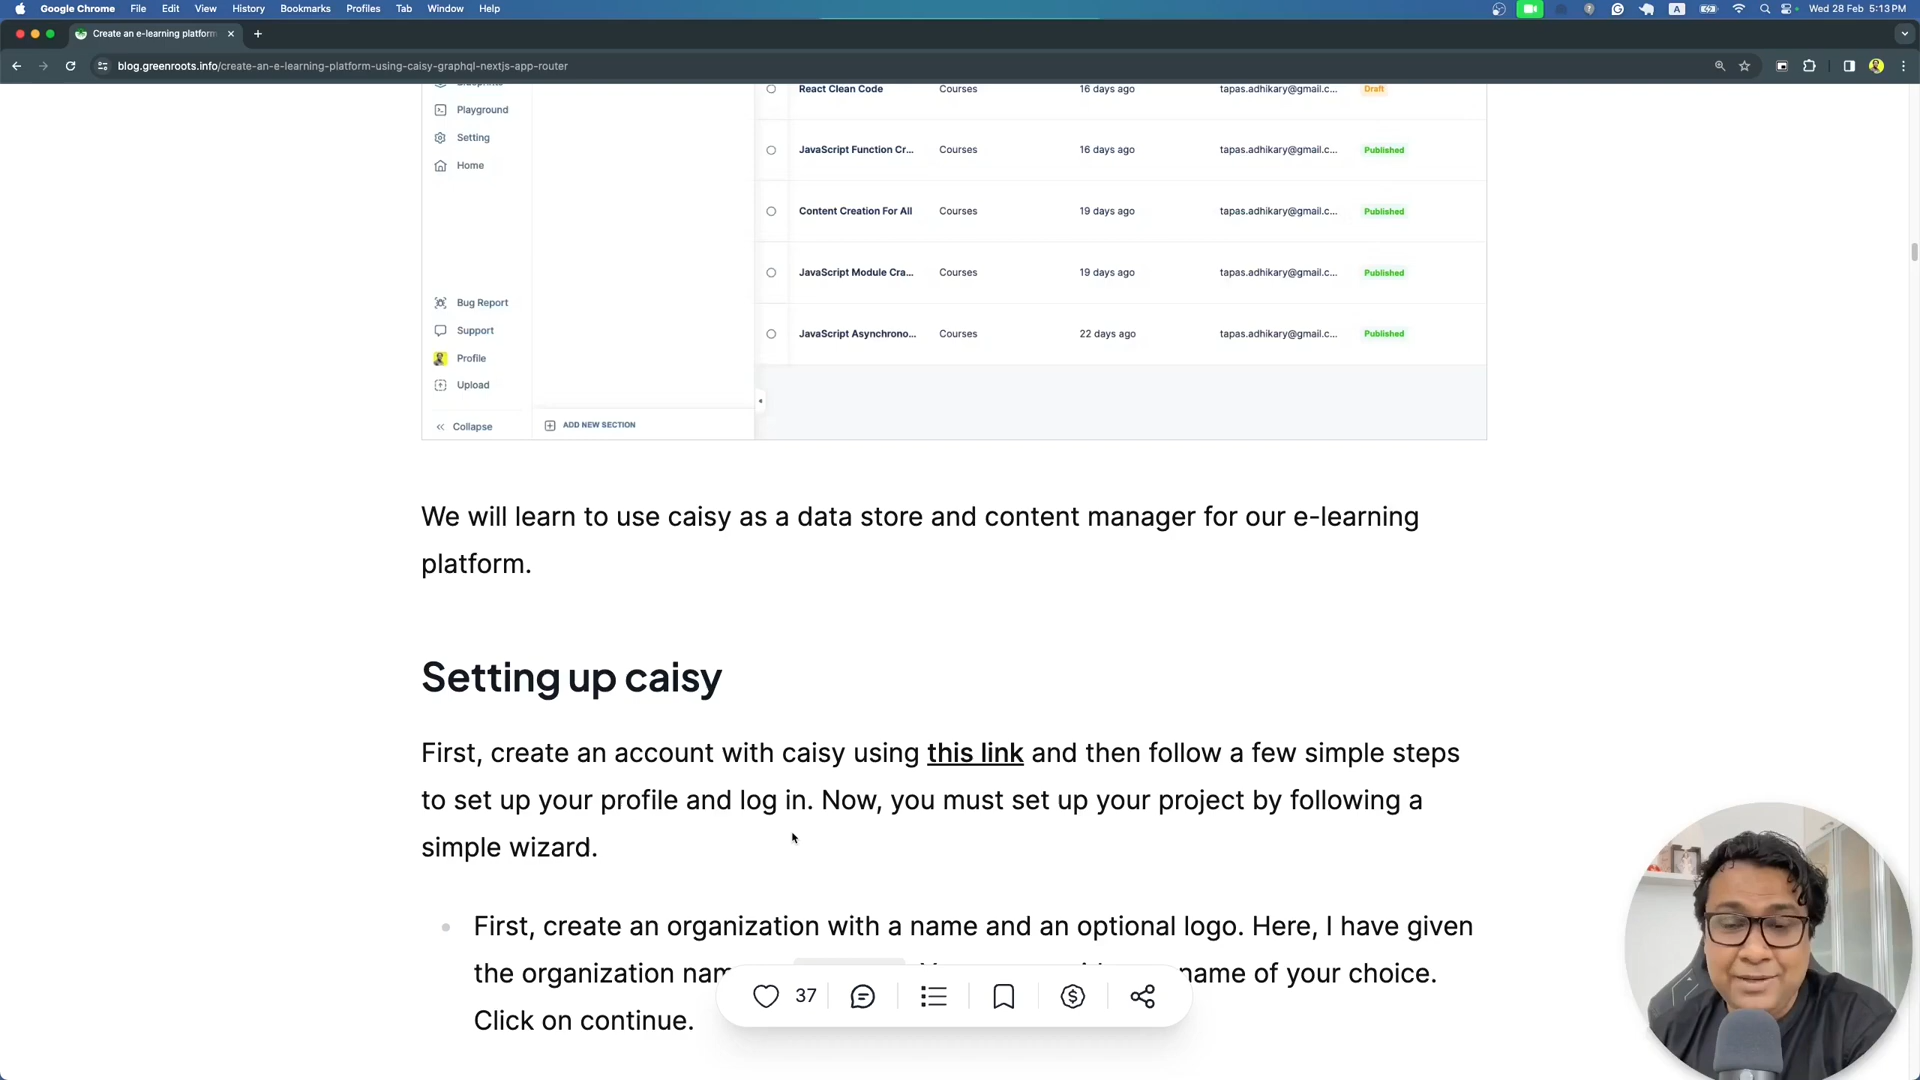 Google Chrome File Edit View History Bookmarks Profiles Tab Window Help
A Wed 28 Feb 5:13 PM
Create an e-learning platform
blog.greenroots.info/create-an-e-learning-platform-using-caisy-graphql-nextjs-app-router
React Clean Code Courses 16 days ago tapas.adhikary@gmail.c... Draft
Playground
JavaScript Function Cr... Courses 16 days ago tapas.adhikary@gmail.c... Published
Setting
Home
Content Creation For All Courses 19 days ago tapas.adhikary@gmail.c... Published
JavaScript Module Cra... Courses 19 days ago tapas.adhikary@gmail.c... Published
Bug Report
Support
JavaScript Asynchrono... Courses 22 days ago tapas.adhikary@gmail.c... Published
Profile
Upload
Collapse
ADD NEW SECTION
We will learn to use caisy as a data store and content manager for our e-learning
platform.
Setting up caisy
First, create an account with caisy using this link and then follow a few simple steps
to set up your profile and log in. Now, you must set up your project by following a
simple wizard.
First, create an organization with a name and an optional logo. Here, I have given
the organization name of your choice.
Click on continue.
37